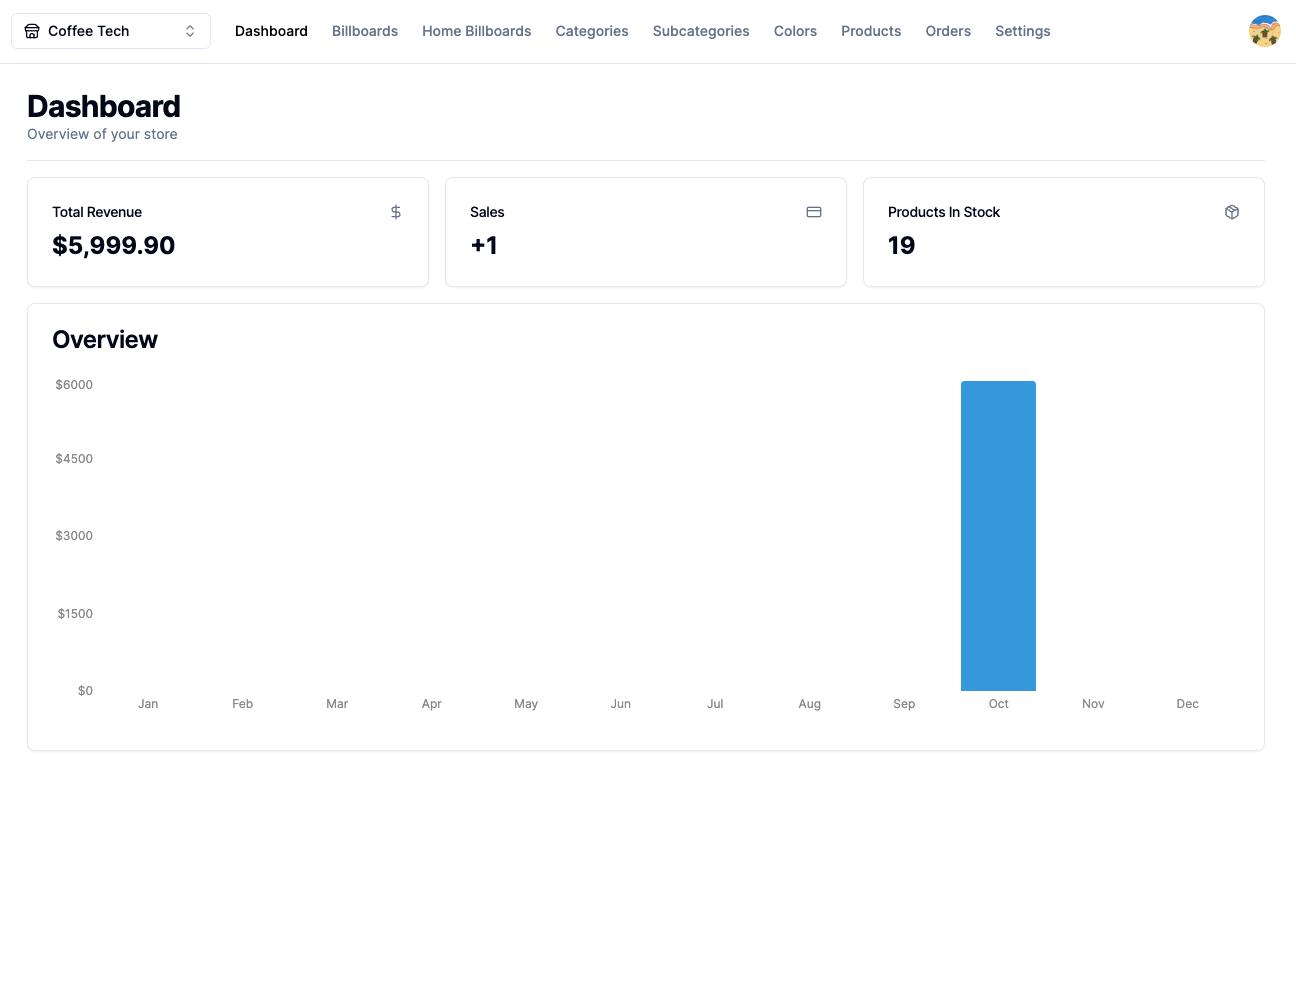 Coffee Tech Dashboard Billboards Home Billboards Categories Subcategories Colors Products Orders Settings
Dashboard
Overview of your store
Total Revenue
$5,999.90
Sales
+1
Products In Stock
19
Overview
$6000
$4500
$3000
$1500
$0
Jan Feb Mar Apr May Jun Jul Aug Sep Oct Nov Dec